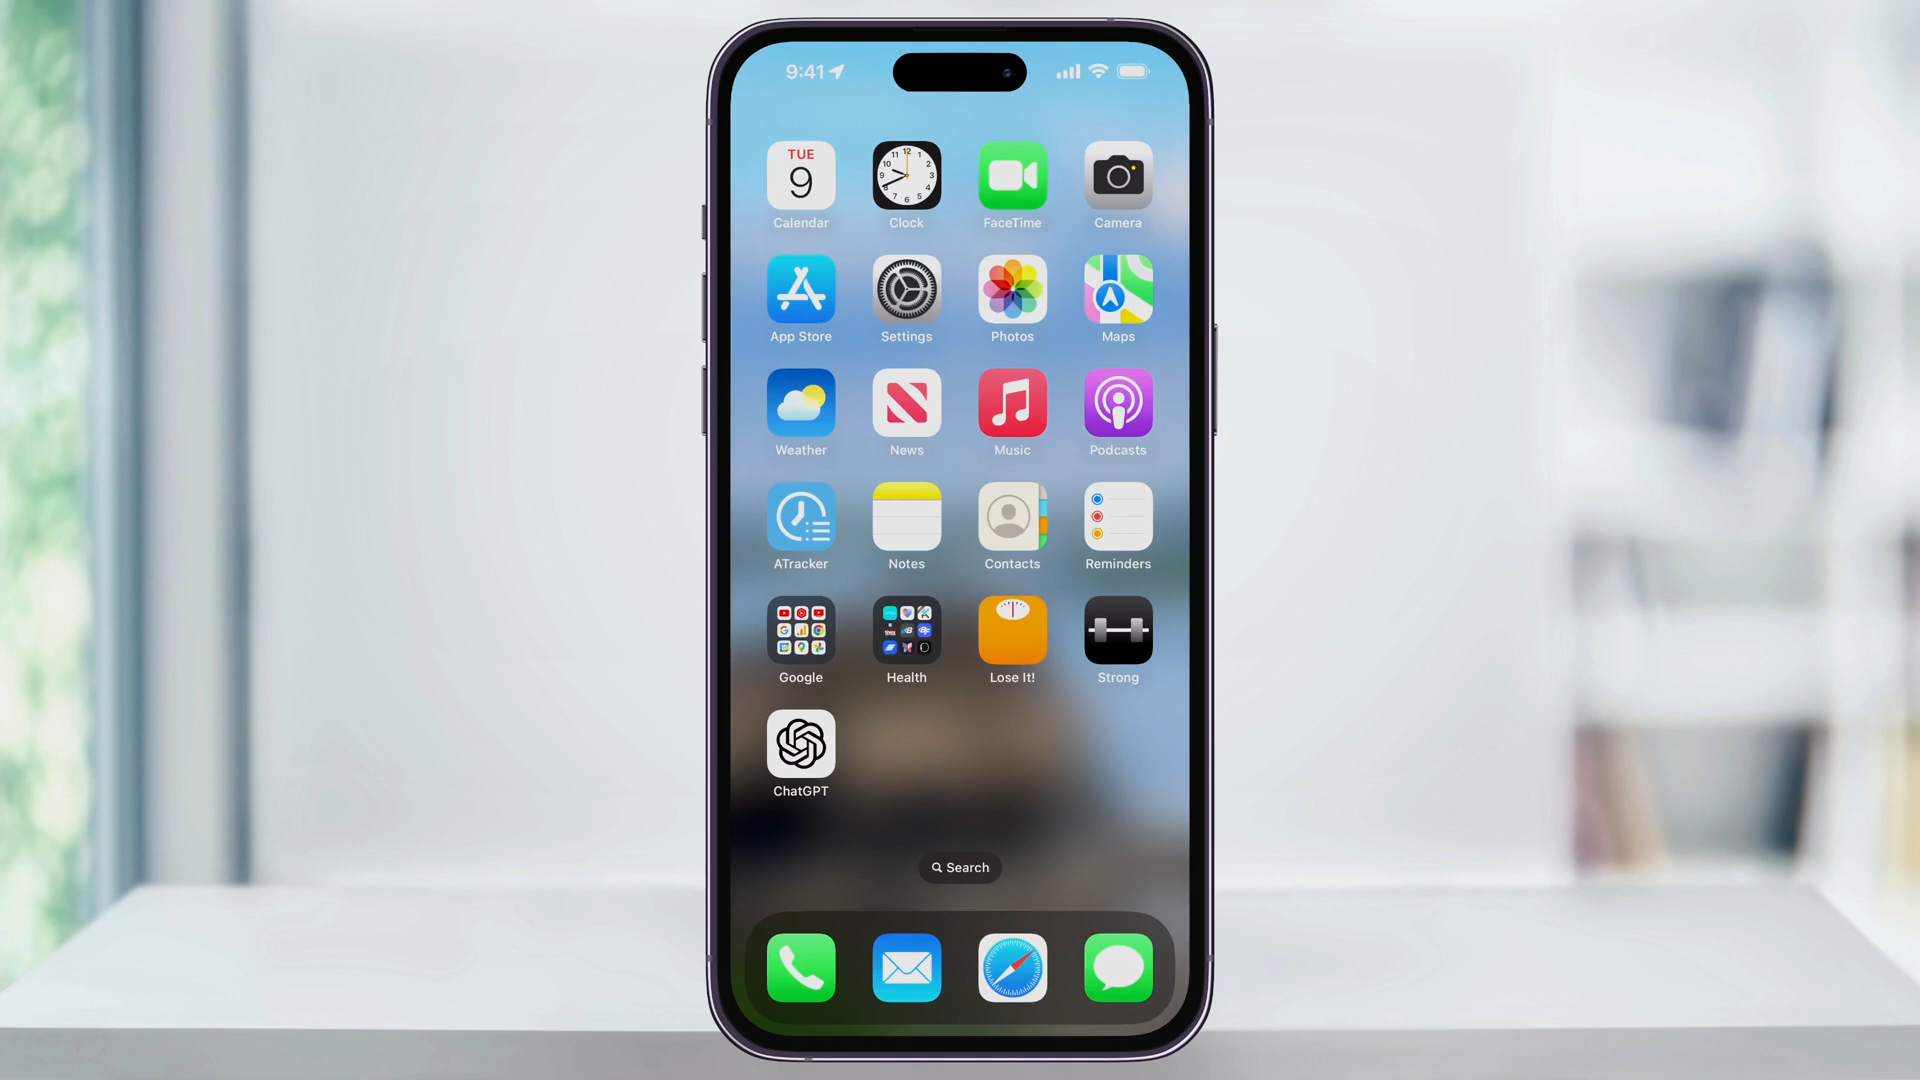 9:41
TUE
9
Calendar Clock FaceTime Camera
App Store Settings Photos Maps
Weather News Music Podcasts
ATracker Notes Contacts Reminders
Google Health Lose It! Strong
ChatGPT
Search